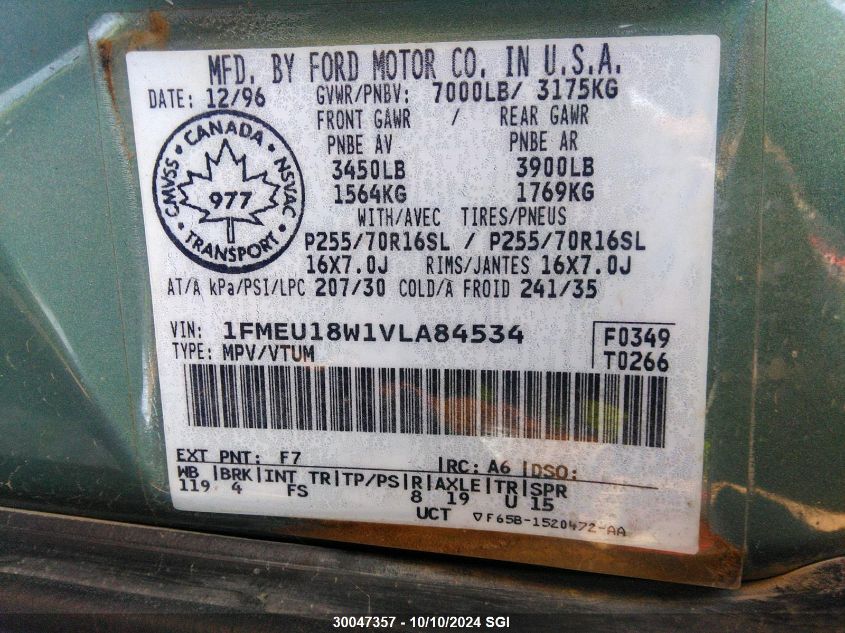 MFD. BY FORD MOTOR CO. IN U.S.A.
DATE: 12/96 GVWR/PNBV: 7000LB/ 3175KG
FRONT GAWR / REAR GAWR
PNBE AV PNBE AR
3450LB 3900LB
1564KG 1769KG
WITH/AVEC TIRES/PNEUS
P255/70R16SL / P255/70R16SL
16X7.0J RIMS/JANTES 16X7.0J
AT/A kPa/PSI/LPC 207/30 COLD/A FROID 241/35
CANADA
CMVSS 977 NSVAC
TRANSPORT
VIN: 1FMEU18W1VLA84534 F0349
TYPE: MPV/VTUM T0266
EXT PNT: F7 |RC: A6 |DSO:
WB |BRK|INT TR|TP/PS|R|AXLE|TR|SPR
119 4 FS 8 19 U 15
UCT ▽F65B-1520472-AA
30047357 - 10/10/2024 SGI